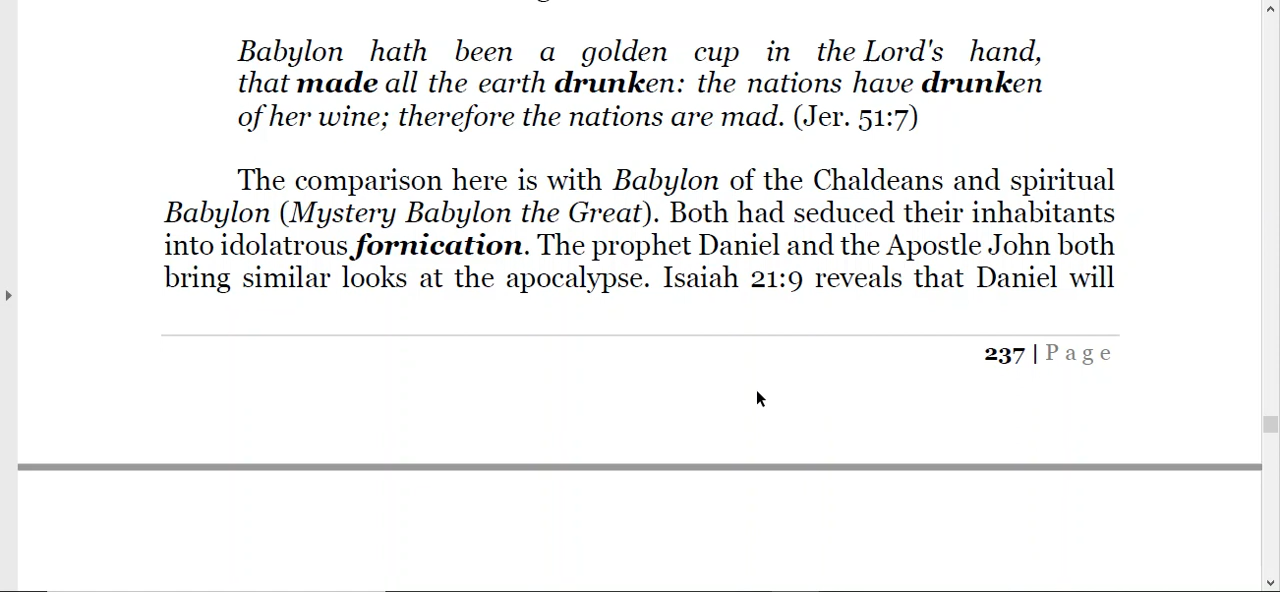 Babylon hath been a golden cup in the Lord's hand,
that made all the earth drunken: the nations have drunken
of her wine; therefore the nations are mad. (Jer. 51:7)
The comparison here is with Babylon of the Chaldeans and spiritual
Babylon (Mystery Babylon the Great). Both had seduced their inhabitants
into idolatrous fornication. The prophet Daniel and the Apostle John both
bring similar looks at the apocalypse. Isaiah 21:9 reveals that Daniel will
237 | Page